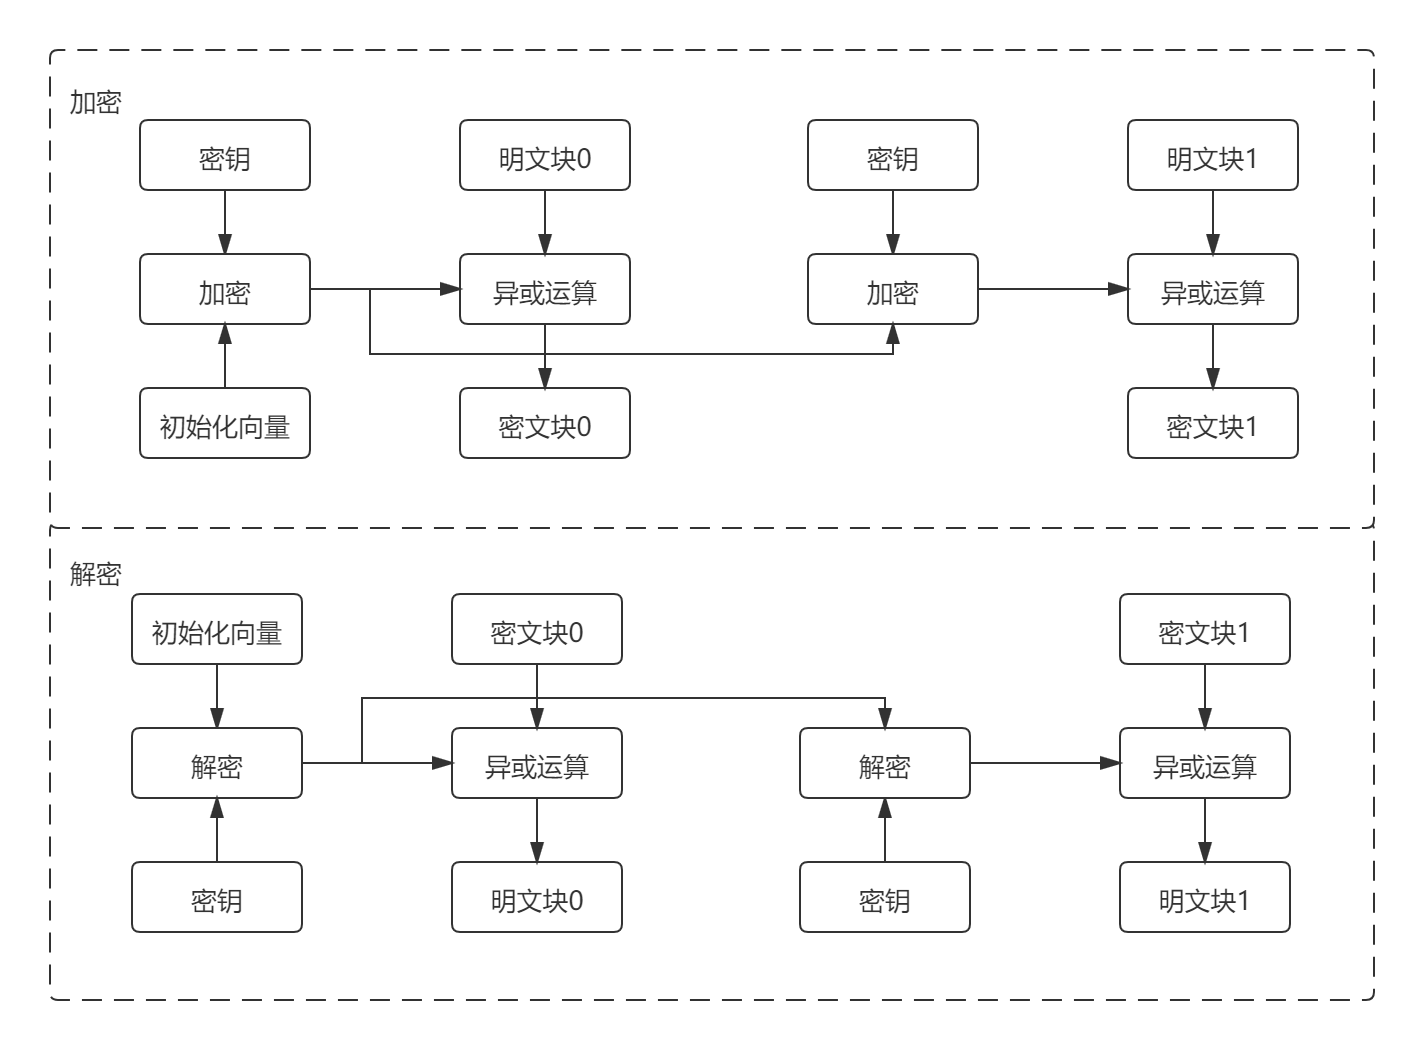 加密
密钥
明文块0
密钥
明文块1
加密
异或运算
加密
异或运算
初始化向量
密文块0
密文块1
解密
初始化向量
密文块0
密文块1
解密
异或运算
解密
异或运算
密钥
明文块0
密钥
明文块1